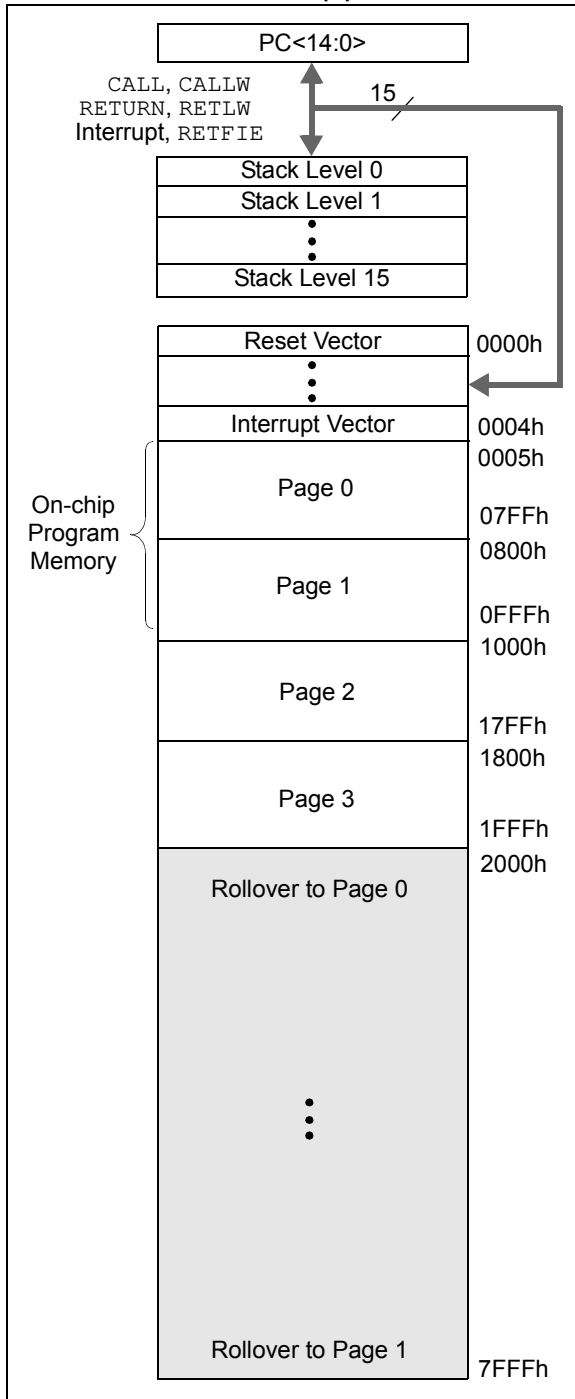 PC<14:0>
CALL, CALLW
RETURN, RETLW
Interrupt, RETFIE
15
Stack Level 0
Stack Level 1
Stack Level 15
Reset Vector
0000h
Interrupt Vector
0004h
0005h
On-chip
Program
Memory
Page 0
07FFh
0800h
Page 1
0FFFh
1000h
Page 2
17FFh
1800h
Page 3
1FFFh
2000h
Rollover to Page 0
Rollover to Page 1
7FFFh